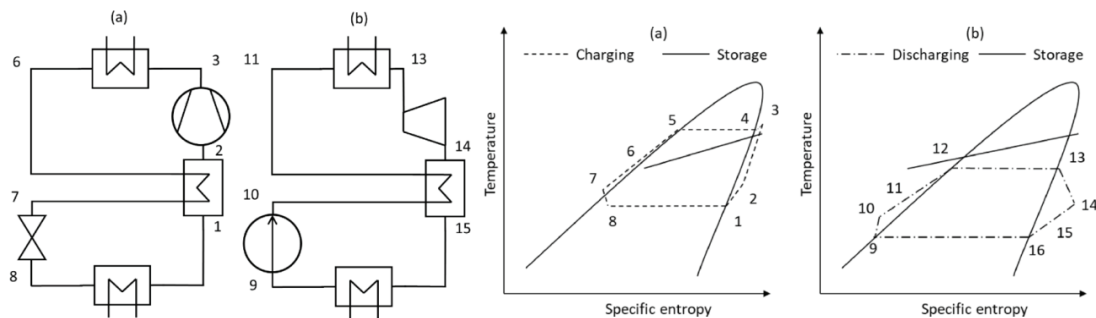 (a)
6
3
2
7
1
8
(b)
11
13
14
10
15
9
(a)
Charging
Storage
Temperature
5
4
3
6
7
2
8
1
Specific entropy
(b)
Discharging
Storage
Temperature
12
13
11
10
14
15
9
16
Specific entropy